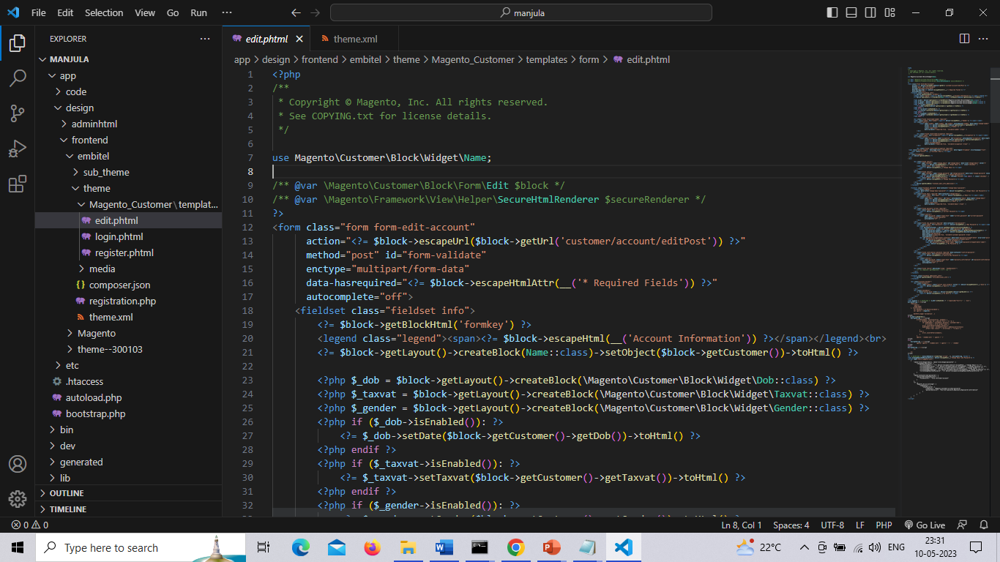 File Edit Selection View Go Run ···
manjula
EXPLORER ···
MANJULA
app
code
design
adminhtml
frontend
embitel
sub_theme
theme
Magento_Customer\templat...
edit.phtml
login.phtml
register.phtml
media
composer.json
registration.php
theme.xml
Magento
theme--300103
etc
.htaccess
autoload.php
bootstrap.php
bin
dev
generated
lib
OUTLINE
TIMELINE
edit.phtml theme.xml
app > design > frontend > embitel > theme > Magento_Customer > templates > form > edit.phtml
1 <?php
2 /**
3  * Copyright © Magento, Inc. All rights reserved.
4  * See COPYING.txt for license details.
5  */
6
7 use Magento\Customer\Block\Widget\Name;
8
9 /** @var \Magento\Customer\Block\Form\Edit $block */
10 /** @var \Magento\Framework\View\Helper\SecureHtmlRenderer $secureRenderer */
11 ?>
12 <form class="form form-edit-account"
13       action="<?= $block->escapeUrl($block->getUrl('customer/account/editPost')) ?>"
14       method="post" id="form-validate"
15       enctype="multipart/form-data"
16       data-hasrequired="<?= $block->escapeHtmlAttr(__('* Required Fields')) ?>"
17       autocomplete="off">
18     <fieldset class="fieldset info">
19         <?= $block->getBlockHtml('formkey') ?>
20         <legend class="legend"><span><?= $block->escapeHtml(__('Account Information')) ?></span></legend><br>
21         <?= $block->getLayout()->createBlock(Name::class)->setObject($block->getCustomer())->toHtml() ?>
22
23         <?php $_dob = $block->getLayout()->createBlock(\Magento\Customer\Block\Widget\Dob::class) ?>
24         <?php $_taxvat = $block->getLayout()->createBlock(\Magento\Customer\Block\Widget\Taxvat::class) ?>
25         <?php $_gender = $block->getLayout()->createBlock(\Magento\Customer\Block\Widget\Gender::class) ?>
26         <?php if ($_dob->isEnabled()): ?>
27             <?= $_dob->setDate($block->getCustomer()->getDob())->toHtml() ?>
28         <?php endif ?>
29         <?php if ($_taxvat->isEnabled()): ?>
30             <?= $_taxvat->setTaxvat($block->getCustomer()->getTaxvat())->toHtml() ?>
31         <?php endif ?>
32         <?php if ($_gender->isEnabled()): ?>
0 0
Ln 8, Col 1 Spaces: 4 UTF-8 LF PHP Go Live
Type here to search
22°C
ENG
23:31
10-05-2023